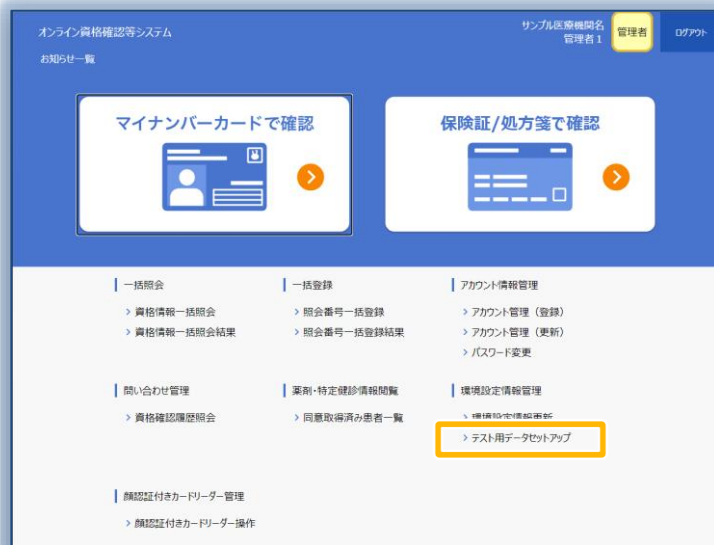 オンライン資格確認等システム
サンプル医療機関名
管理者1
管理者
ログアウト
お知らせ一覧
マイナンバーカードで確認
保険証/処方箋で確認
一括照会
資格情報一括照会
資格情報一括照会結果
一括登録
照会番号一括登録
照会番号一括登録結果
アカウント情報管理
アカウント管理（登録）
アカウント管理（更新）
パスワード変更
問い合わせ管理
資格確認履歴照会
薬剤・特定健診情報閲覧
同意取得済み患者一覧
環境設定情報管理
環境設定情報更新
テスト用データセットアップ
顔認証付きカードリーダー管理
顔認証付きカードリーダー操作